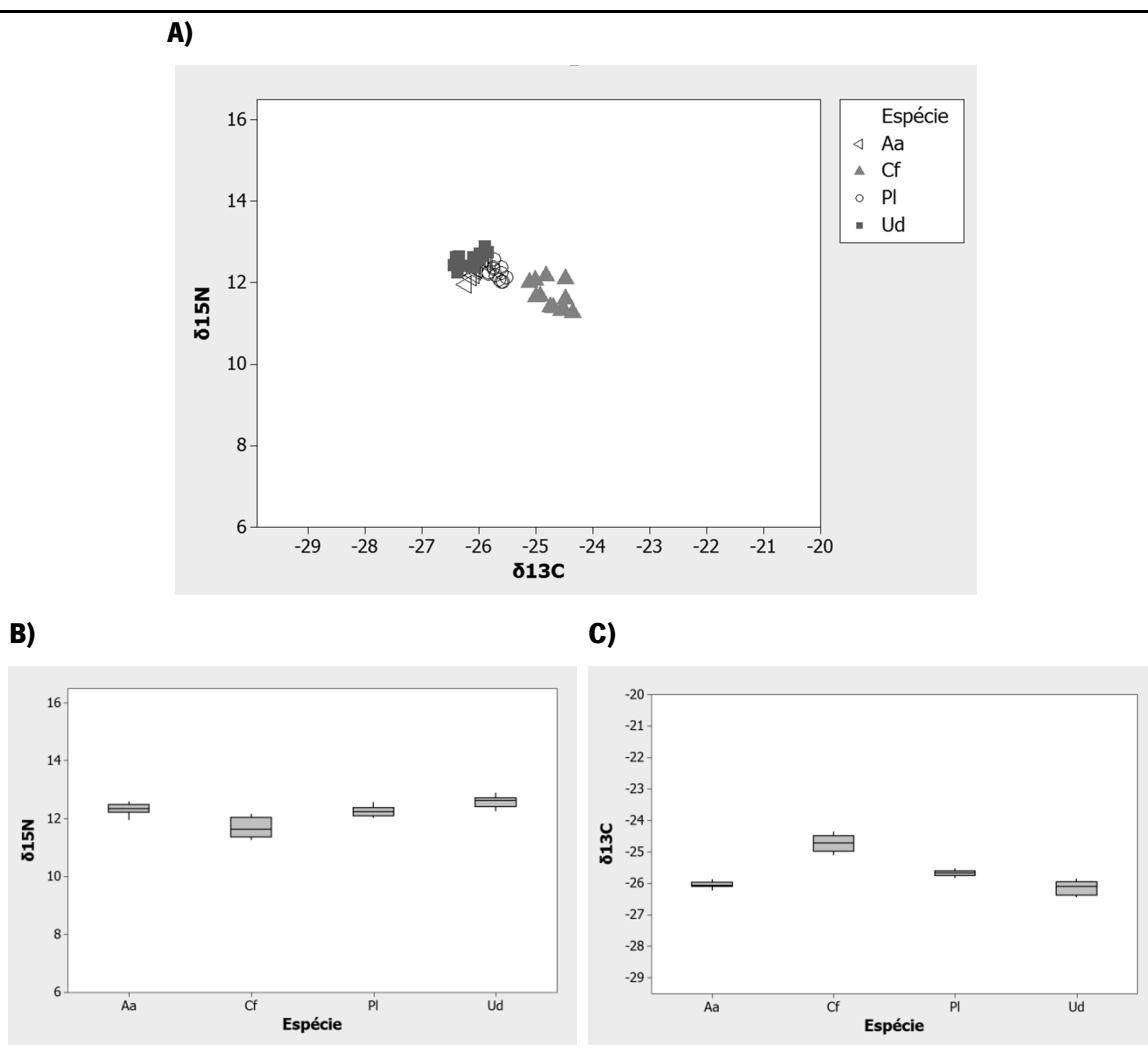 A)
Espécie
Aa
Cf
Pl
Ud
16
14
12
10
8
6
δ15N
-29 -28 -27 -26 -25 -24 -23 -22 -21 -20
δ13C
B)
16
14
12
10
8
6
δ15N
Aa Cf Pl Ud
Espécie
C)
-20
-21
-22
-23
-24
-25
-26
-27
-28
-29
δ13C
Aa Cf Pl Ud
Espécie